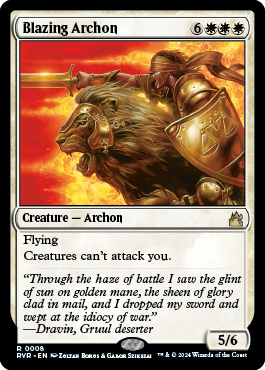 Blazing Archon 6
Creature — Archon
Flying
Creatures can't attack you.
“Through the haze of battle I saw the glint
of sun on golden mane, the sheen of glory
clad in mail, and I dropped my sword and
wept at the idiocy of war.”
—Dravin, Gruul deserter
5/6
R 0008
RVR • EN Zoltan Boros & Gabor Szikszai ™ & © 2024 Wizards of the Coast